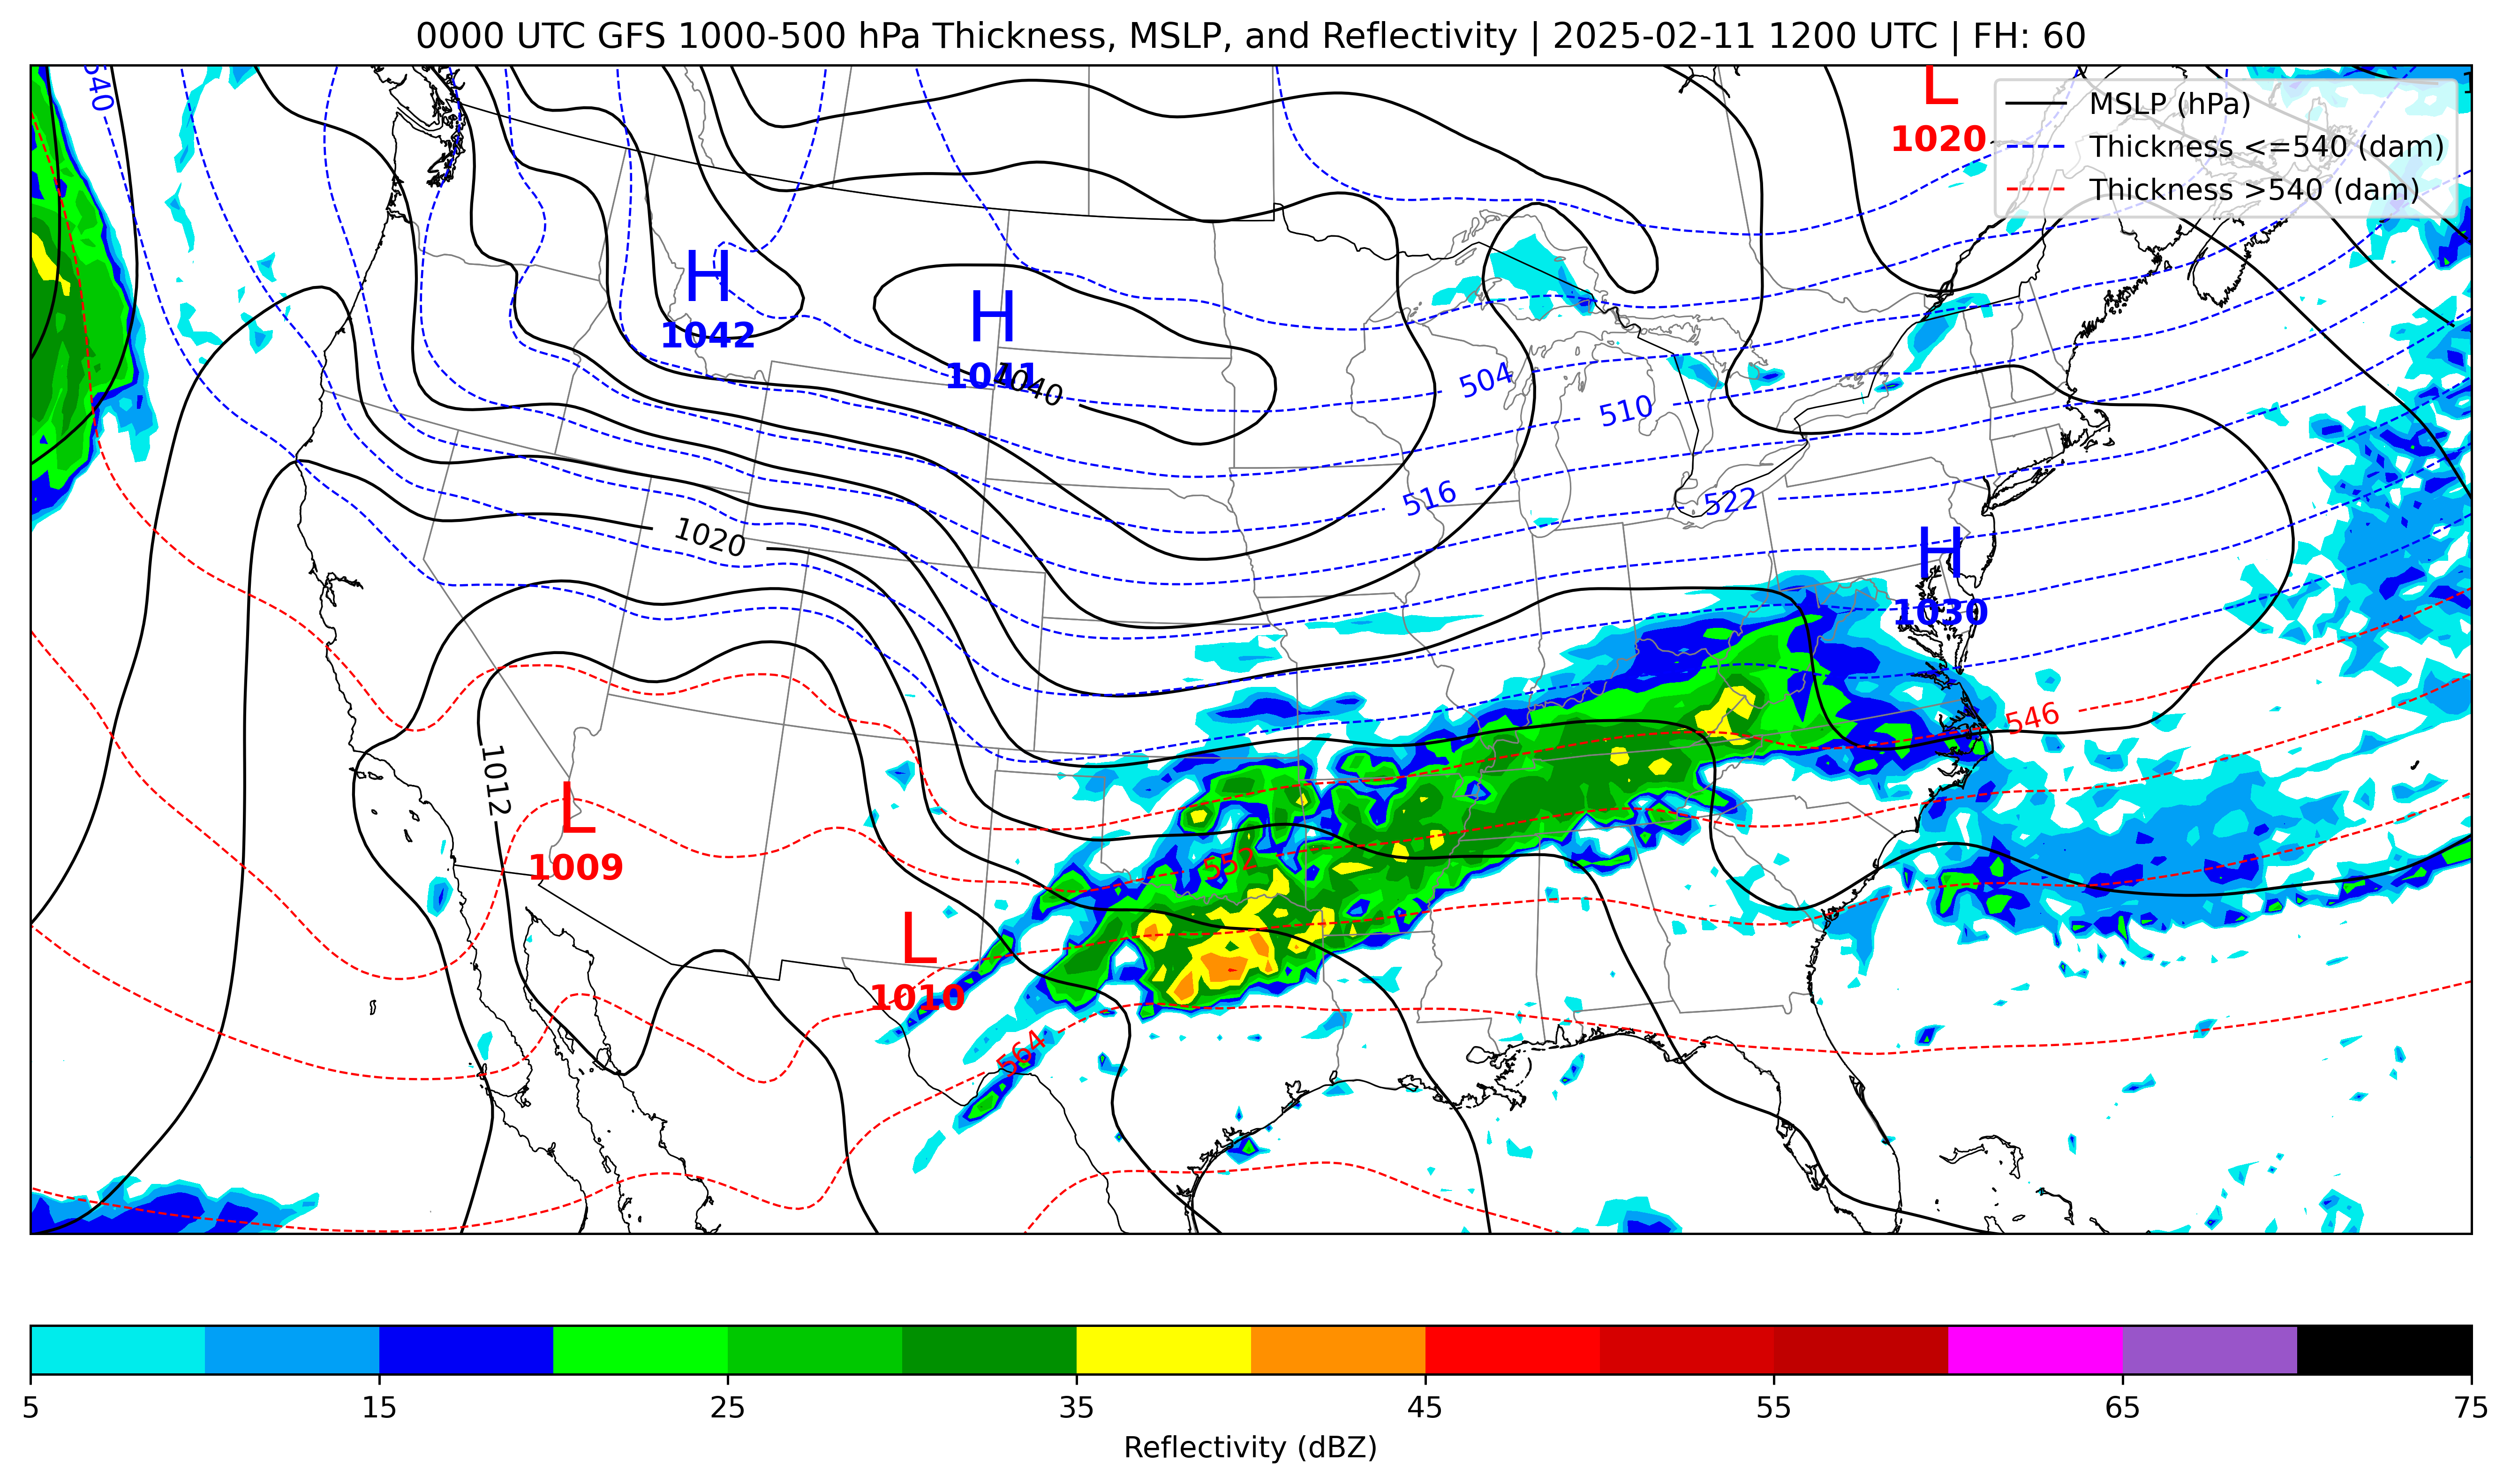 0000 UTC GFS 1000-500 hPa Thickness, MSLP, and Reflectivity | 2025-02-11 1200 UTC | FH: 60
540
L
1020
MSLP (hPa)
Thickness <=540 (dam)
Thickness >540 (dam)
H
1042
H
1041
1040
504
510
516
522
1020
H
1030
546
1012
L
1009
552
L
1010
564
5
15
25
35
45
55
65
75
Reflectivity (dBZ)